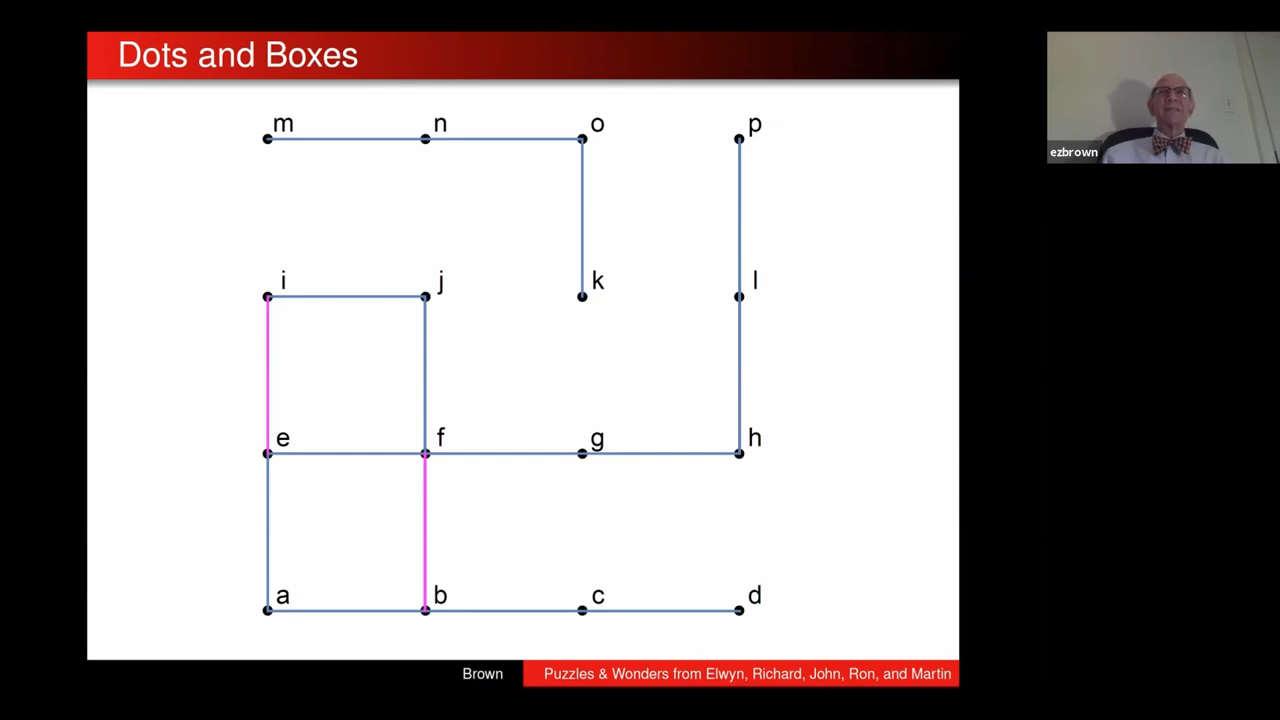 Dots and Boxes
m n o p
i j k l
e f g h
a b c d
ezbrown
Brown Puzzles & Wonders from Elwyn, Richard, John, Ron, and Martin